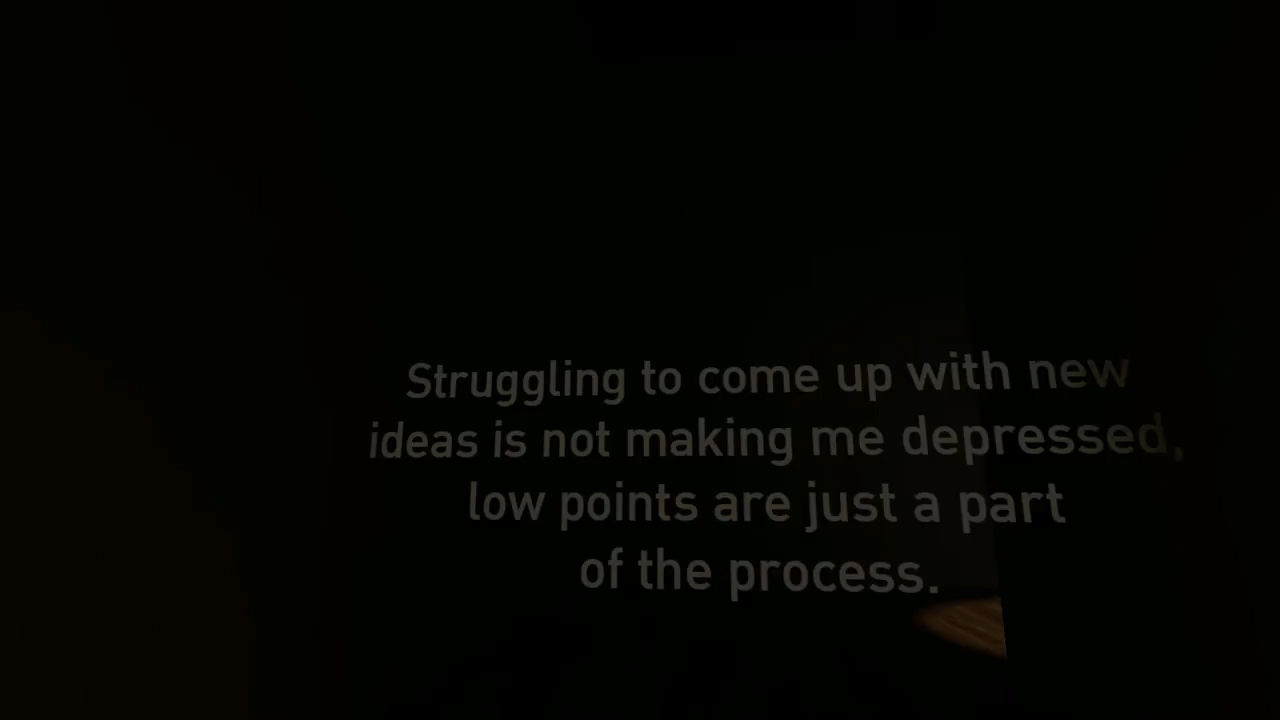 Struggling to come up with new
ideas is not making me depressed,
low points are just a part
of the process.